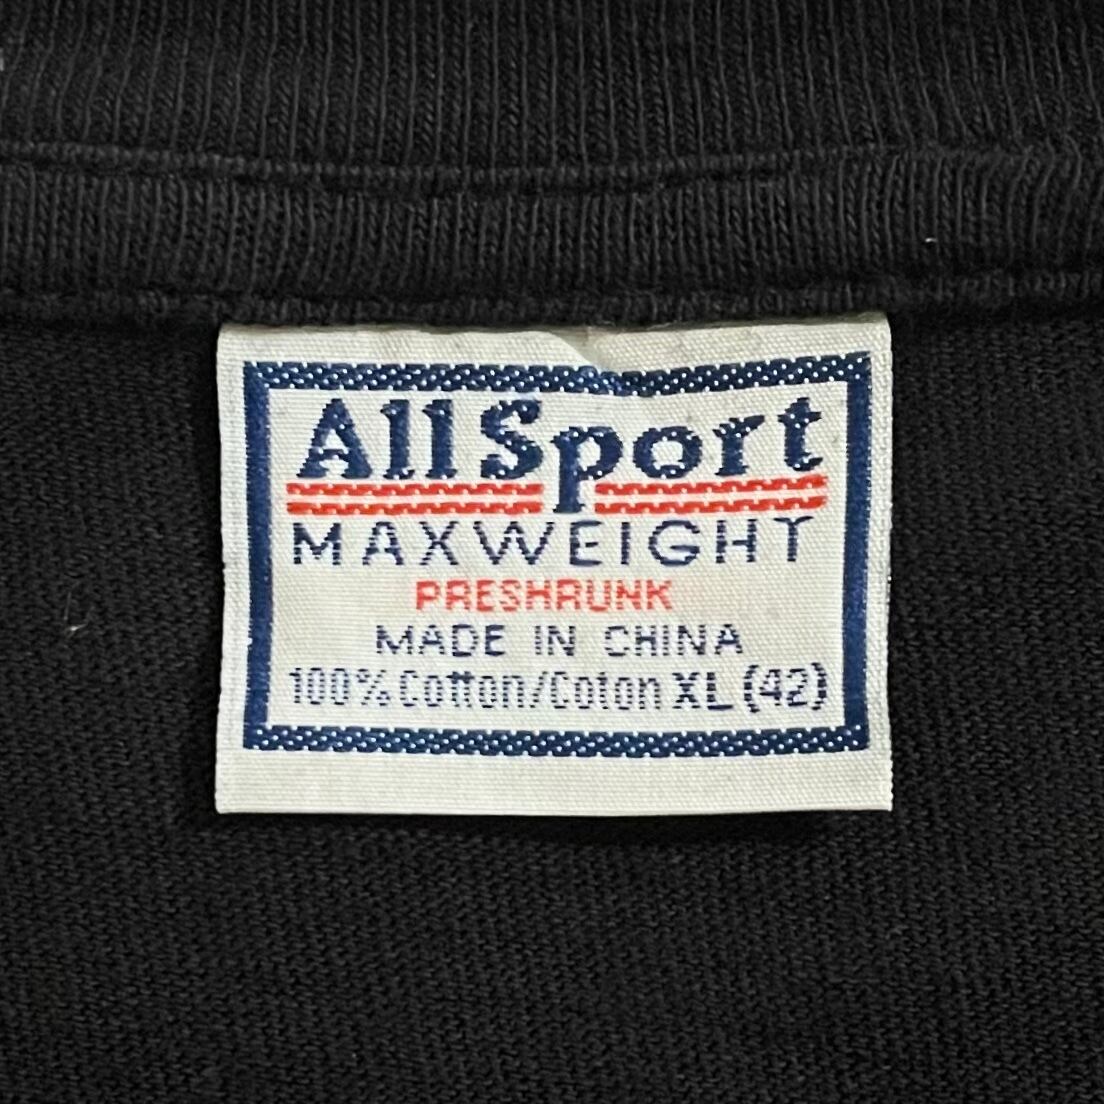 AllSport
MAXWEIGHT
PRESHRUNK
MADE IN CHINA
100% Cotton/Coton XL (42)